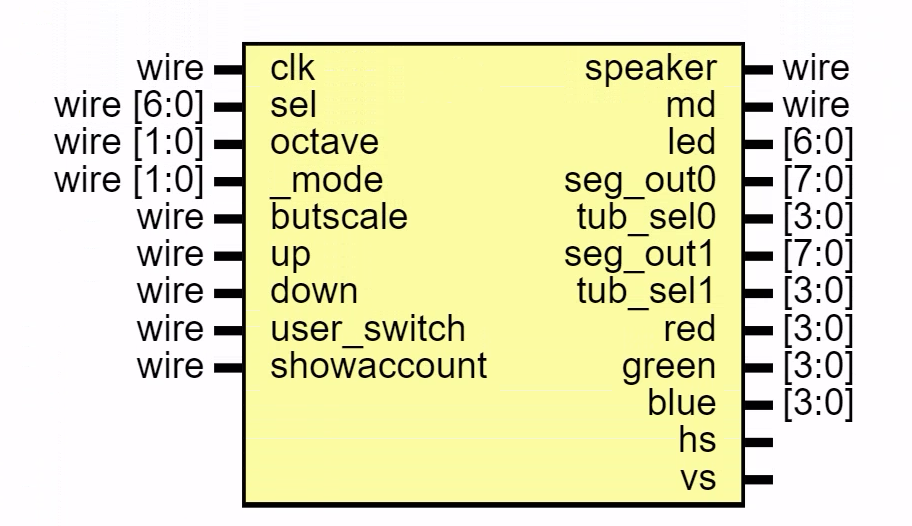 wire clk speaker wire
wire [6:0] sel md wire
wire [1:0] octave led [6:0]
wire [1:0] _mode seg_out0 [7:0]
wire butscale tub_sel0 [3:0]
wire up seg_out1 [7:0]
wire down tub_sel1 [3:0]
wire user_switch red [3:0]
wire showaccount green [3:0]
blue [3:0]
hs
vs